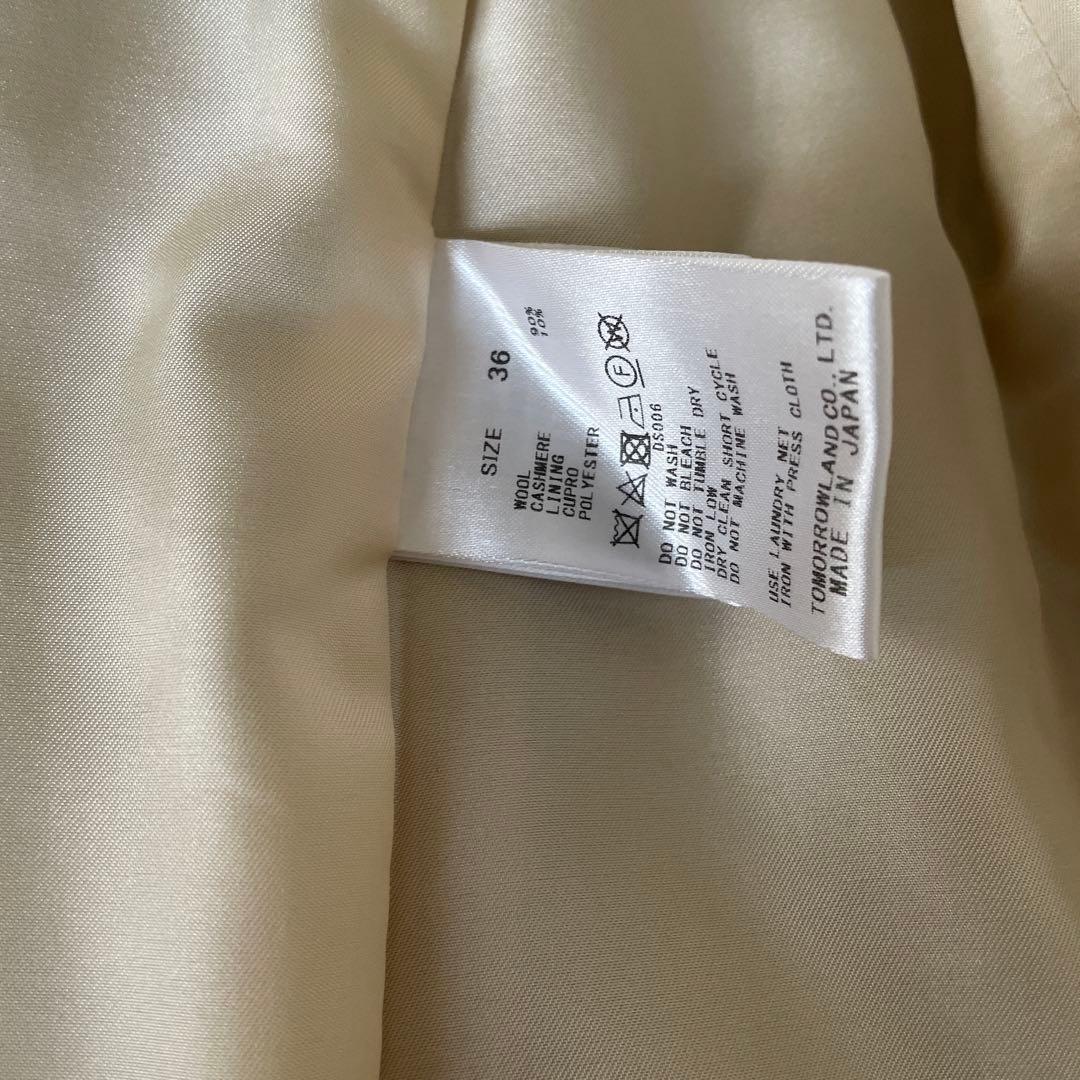 SIZE 36
WOOL 90%
CASHMERE 10%
LINING
CUPRO
POLYESTER
DS006
DO NOT WASH
DO NOT BLEACH
DO NOT TUMBLE DRY
IRON LOW
DRY CLEAN SHORT CYCLE
DO NOT MACHINE WASH
USE LAUNDRY NET
IRON WITH PRESS CLOTH
TOMORROWLAND CO., LTD.
MADE IN JAPAN